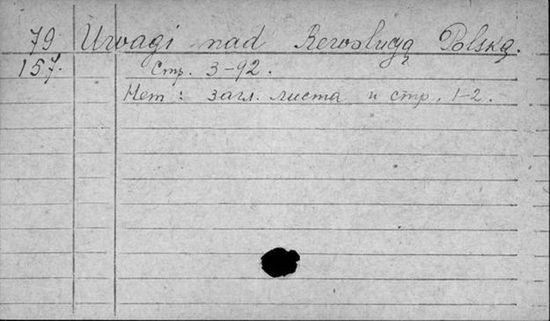 79 Uwagi nad Rewolucyą Polską.
157. Стр. 3-92.
Нет: загл. листа и стр. 1-2.